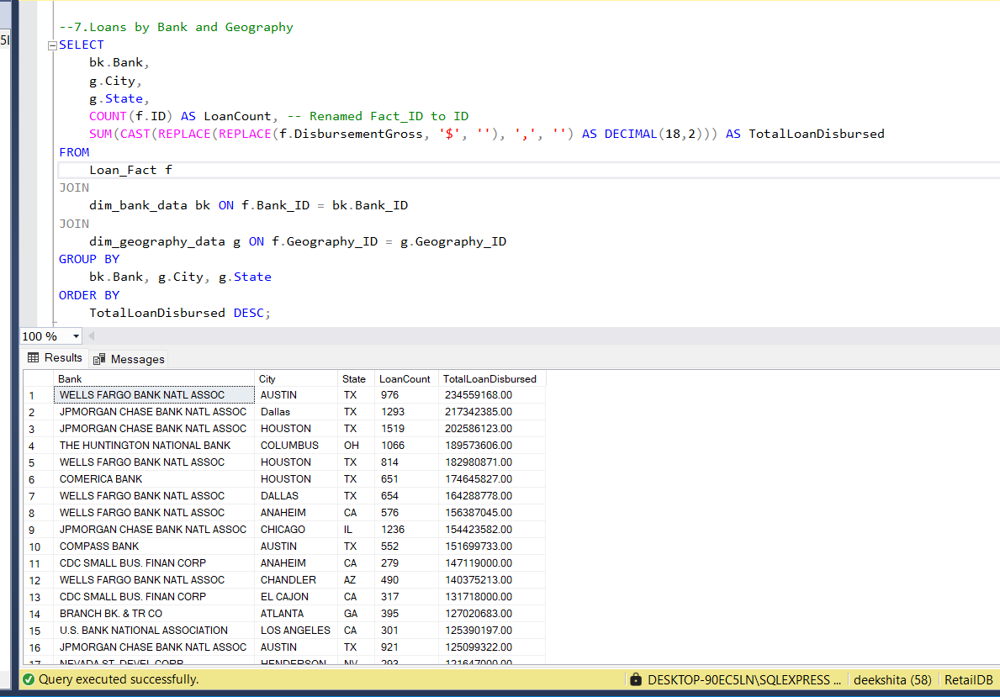 --7.Loans by Bank and Geography
5I
SELECT
bk.Bank,
g.City,
g.State,
COUNT(f.ID) AS LoanCount, -- Renamed Fact_ID to ID
SUM(CAST(REPLACE(REPLACE(f.DisbursementGross, '$', ''), ',', '') AS DECIMAL(18,2))) AS TotalLoanDisbursed
FROM
Loan_Fact f
JOIN
dim_bank_data bk ON f.Bank_ID = bk.Bank_ID
JOIN
dim_geography_data g ON f.Geography_ID = g.Geography_ID
GROUP BY
bk.Bank, g.City, g.State
ORDER BY
TotalLoanDisbursed DESC;
100 %
Results Messages
Bank City State LoanCount TotalLoanDisbursed
1 WELLS FARGO BANK NATL ASSOC AUSTIN TX 976 234559168.00
2 JPMORGAN CHASE BANK NATL ASSOC Dallas TX 1293 217342385.00
3 JPMORGAN CHASE BANK NATL ASSOC HOUSTON TX 1519 202586123.00
4 THE HUNTINGTON NATIONAL BANK COLUMBUS OH 1066 189573606.00
5 WELLS FARGO BANK NATL ASSOC HOUSTON TX 814 182980871.00
6 COMERICA BANK HOUSTON TX 651 174645827.00
7 WELLS FARGO BANK NATL ASSOC DALLAS TX 654 164288778.00
8 WELLS FARGO BANK NATL ASSOC ANAHEIM CA 576 156387045.00
9 JPMORGAN CHASE BANK NATL ASSOC CHICAGO IL 1236 154423582.00
10 COMPASS BANK AUSTIN TX 552 151699733.00
11 CDC SMALL BUS. FINAN CORP ANAHEIM CA 279 147119000.00
12 WELLS FARGO BANK NATL ASSOC CHANDLER AZ 490 140375213.00
13 CDC SMALL BUS. FINAN CORP EL CAJON CA 317 131718000.00
14 BRANCH BK. & TR CO ATLANTA GA 395 127020683.00
15 U.S. BANK NATIONAL ASSOCIATION LOS ANGELES CA 301 125390197.00
16 JPMORGAN CHASE BANK NATL ASSOC AUSTIN TX 921 125099322.00
17 NEVADA ST. DEVEL CORP HENDERSON NV 293 121647000.00
Query executed successfully. DESKTOP-90EC5LN\SQLEXPRESS ... deekshita (58) RetailDB